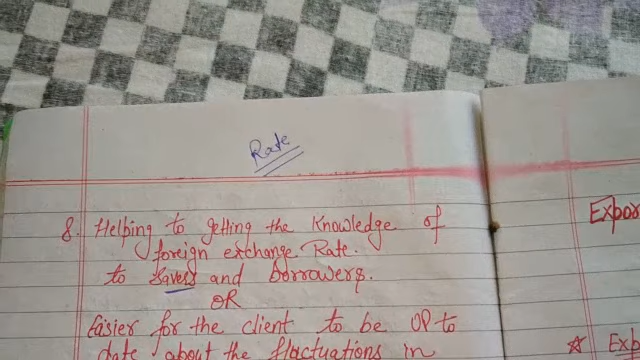 Rate
8. Helping to getting the knowledge of
foreign exchange Rate.
to savers and borrowers.
OR
Easier for the client to be UP to
date about the fluctuations in
Expor
☆ Exp